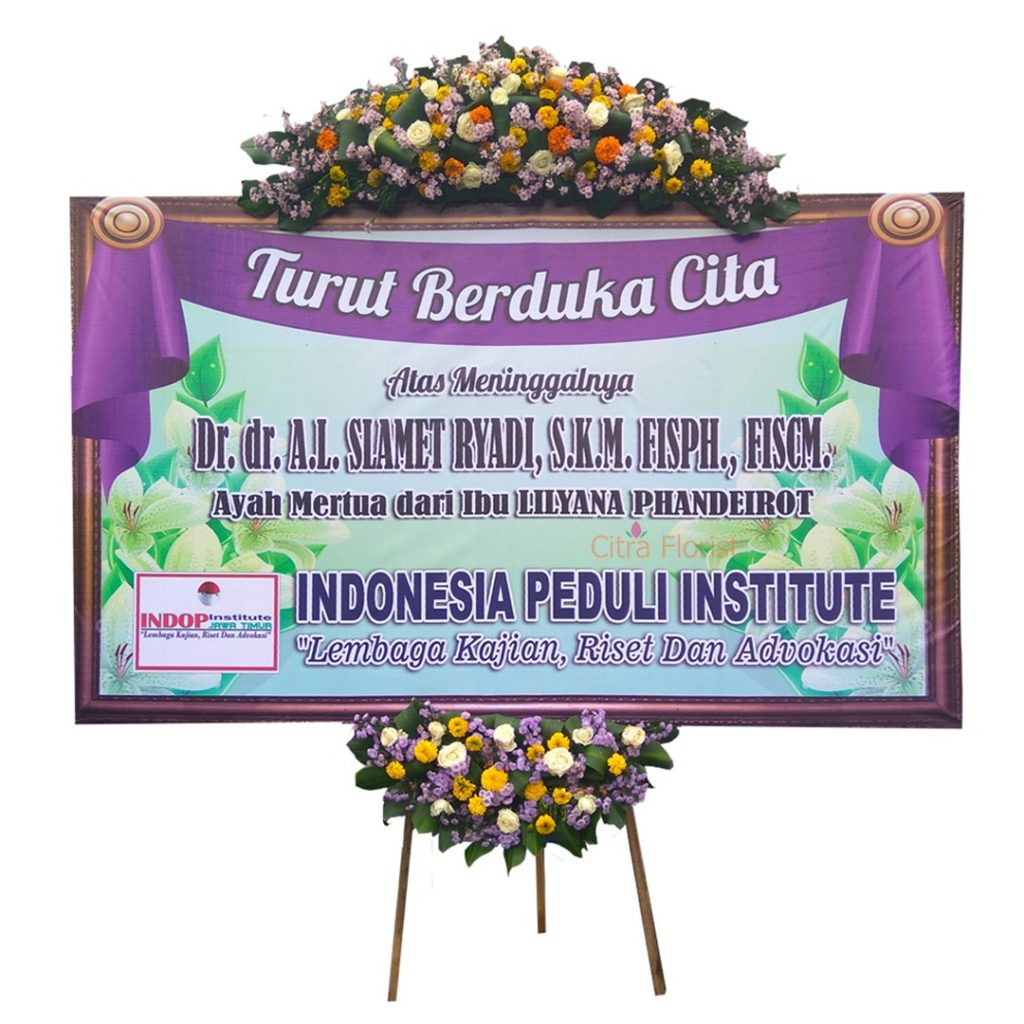 Turut Berduka Cita
Atas Meninggalnya
Dr. dr. A.L. SLAMET RYADI, S.K.M. FISPH., FISCM.
Ayah Mertua dari Ibu LILYANA PHANDEIROT
Citra Florist
INDONESIA PEDULI INSTITUTE
"Lembaga Kajian, Riset Dan Advokasi"
INDOP Institute
JAWA TIMUR
"Lembaga Kajian, Riset Dan Advokasi"